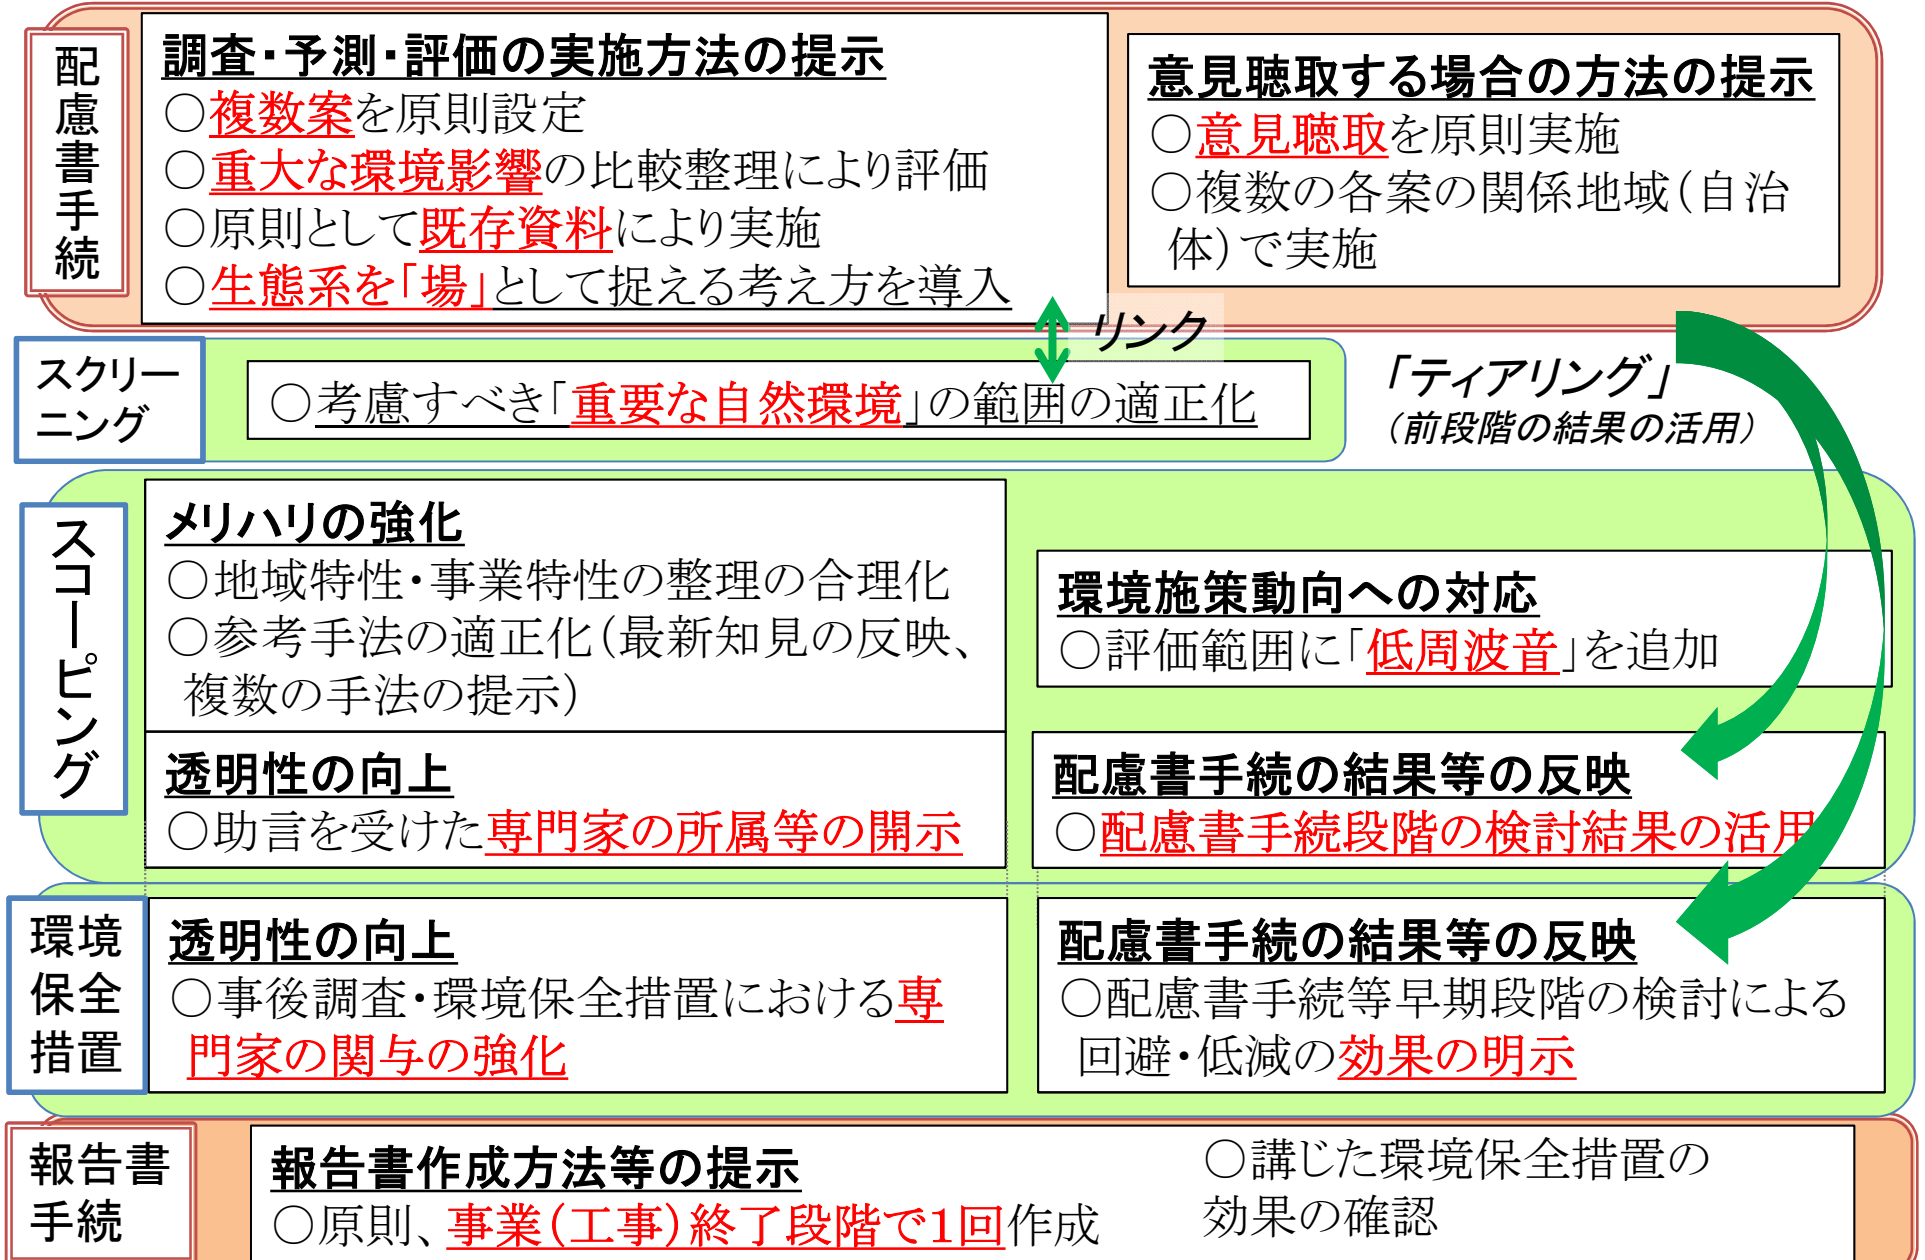 配慮書手続
調査・予測・評価の実施方法の提示
○複数案を原則設定
○重大な環境影響の比較整理により評価
○原則として既存資料により実施
○生態系を「場」として捉える考え方を導入
意見聴取する場合の方法の提示
○意見聴取を原則実施
○複数の各案の関係地域(自治
体)で実施
リンク
スクリー
ニング
○考慮すべき「重要な自然環境」の範囲の適正化
「ティアリング」
(前段階の結果の活用)
スコーピング
メリハリの強化
○地域特性・事業特性の整理の合理化
○参考手法の適正化(最新知見の反映、
複数の手法の提示)
環境施策動向への対応
○評価範囲に「低周波音」を追加
透明性の向上
○助言を受けた専門家の所属等の開示
配慮書手続の結果等の反映
○配慮書手続段階の検討結果の活用
環境
保全
措置
透明性の向上
○事後調査・環境保全措置における専
門家の関与の強化
配慮書手続の結果等の反映
○配慮書手続等早期段階の検討による
回避・低減の効果の明示
報告書
手続
報告書作成方法等の提示
○原則、事業(工事)終了段階で1回作成
○講じた環境保全措置の
効果の確認